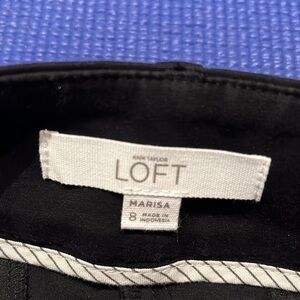 ANN TAYLOR
LOFT
MARISA
8 MADE IN
INDONESIA